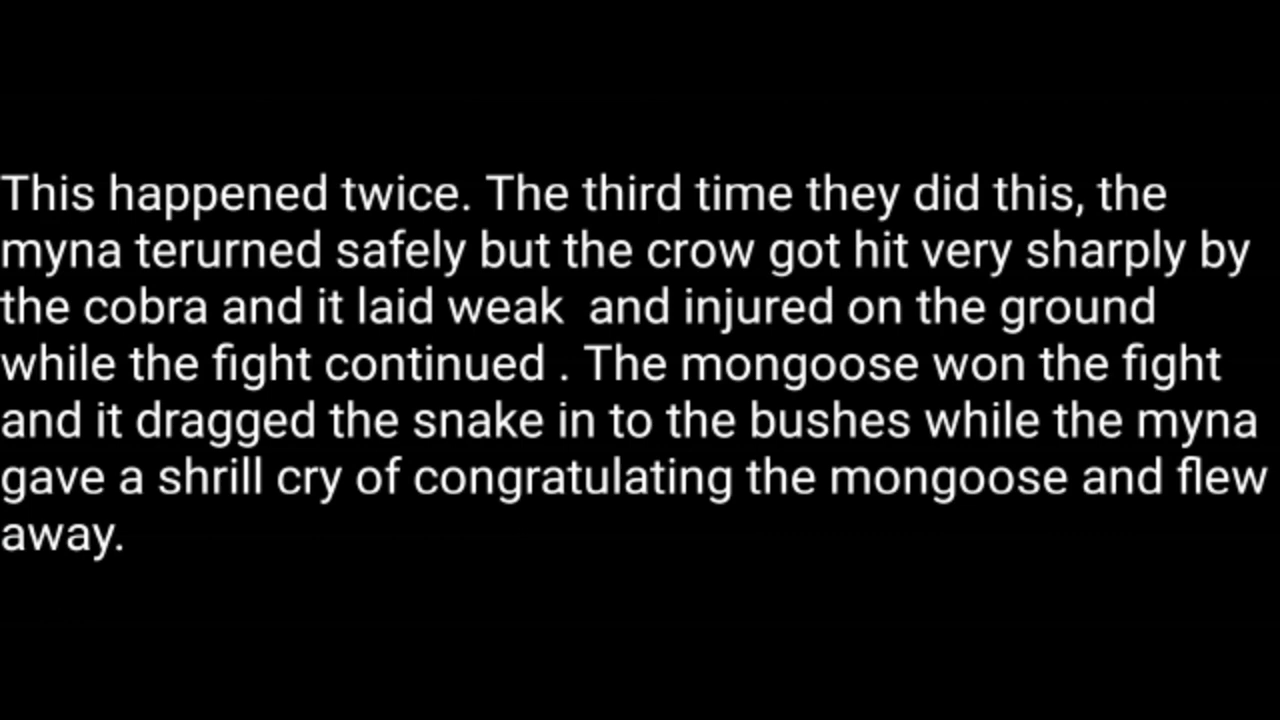 This happened twice. The third time they did this, the
myna terurned safely but the crow got hit very sharply by
the cobra and it laid weak  and injured on the ground
while the fight continued . The mongoose won the fight
and it dragged the snake in to the bushes while the myna
gave a shrill cry of congratulating the mongoose and flew
away.